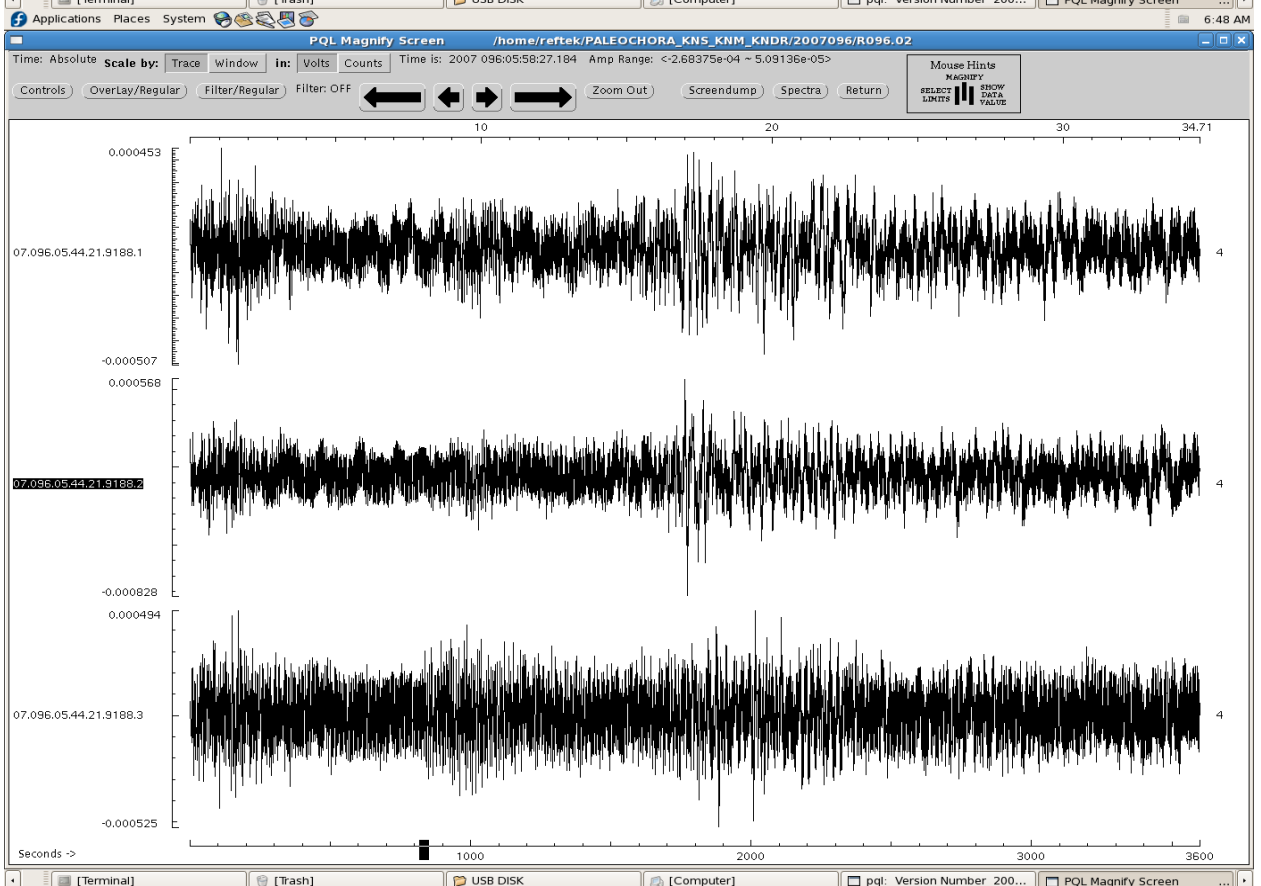 [Terminal] [Trash] USB DISK [Computer] pql: Version Number 200... PQL Magnify Screen ...
Applications Places System 6:48 AM
PQL Magnify Screen /home/reftek/PALEOCHORA_KNS_KNM_KNDR/2007096/R096.02
Time: Absolute Scale by: Trace Window in: Volts Counts Time is: 2007 096:05:58:27.184 Amp Range: <-2.68375e-04 ~ 5.09136e-05>
Mouse Hints
MAGNIFY
SELECT LIMITS SHOW DATA VALUE
Controls OverLay/Regular Filter/Regular Filter: OFF Zoom Out Screendump Spectra Return
10 20 30 34.71
0.000453
07.096.05.44.21.9188.1 4
-0.000507
0.000568
07.096.05.44.21.9188.2 4
-0.000828
0.000494
07.096.05.44.21.9188.3 4
-0.000525
Seconds -> 1000 2000 3000 3600
[Terminal] [Trash] USB DISK [Computer] pql: Version Number 200... PQL Magnify Screen ...